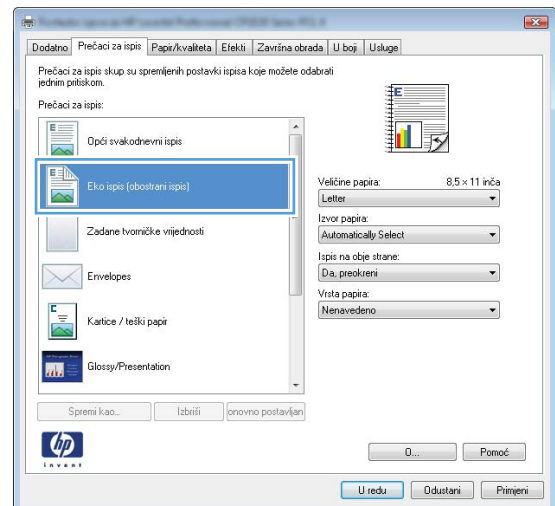 Dodatno Prečaci za ispis Papir/kvaliteta Efekti Završna obrada U boji Usluge
Prečaci za ispis skup su spremljenih postavki ispisa koje možete odabrati
jednim pritiskom.
Prečaci za ispis:
Opći svakodnevni ispis
Eko ispis (obostrani ispis)
Zadane tvorničke vrijednosti
Envelopes
Kartice / teški papir
Glossy/Presentation
Spremi kao... Izbriši onovno postavljan
E
E
E
E
Veličine papira: 8,5 × 11 inča
Letter
Izvor papira:
Automatically Select
Ispis na obje strane:
Da, preokreni
Vrsta papira:
Nenavedeno
hp
invent
O... Pomoć
U redu Odustani Primjeni